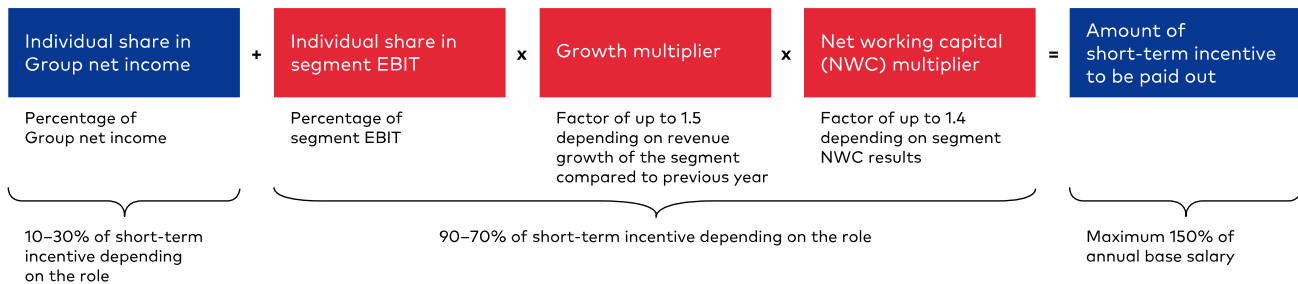 Individual share in
Group net income
+
Individual share in
segment EBIT
x
Growth multiplier
x
Net working capital
(NWC) multiplier
=
Amount of
short-term incentive
to be paid out
Percentage of
Group net income
Percentage of
segment EBIT
Factor of up to 1.5
depending on revenue
growth of the segment
compared to previous year
Factor of up to 1.4
depending on segment
NWC results
10–30% of short-term
incentive depending
on the role
90–70% of short-term incentive depending on the role
Maximum 150% of
annual base salary